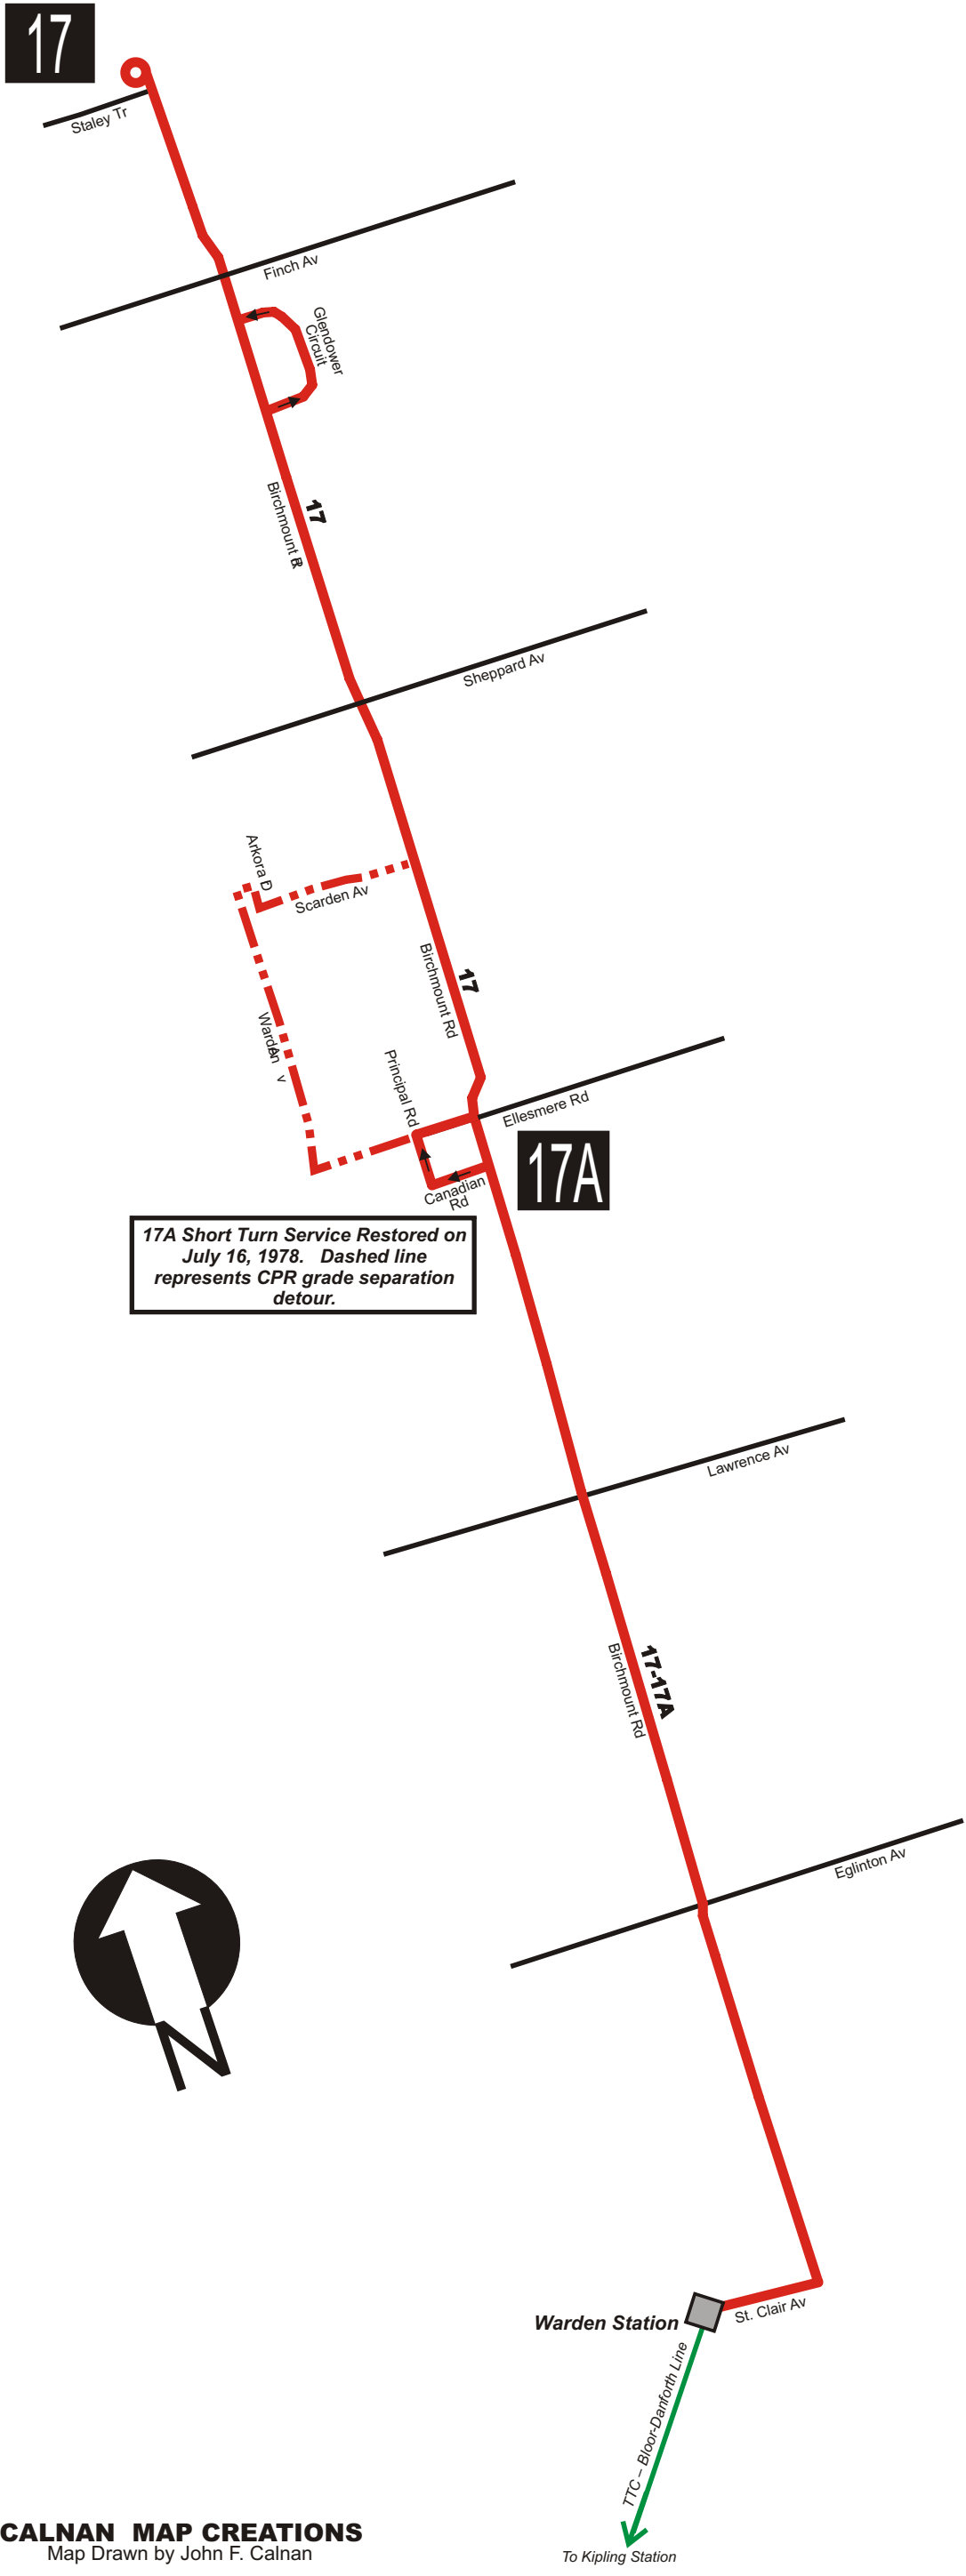 17
Staley Tr
Finch Av
Glendower
Circuit
17
Birchmount R
Sheppard Av
Arkora D
Scarden Av
Birchmount Rd
17
Warden
Av
Principal Rd
Ellesmere Rd
17A
Canadian
Rd
17A Short Turn Service Restored on
July 16, 1978. Dashed line
represents CPR grade separation
detour.
Lawrence Av
17-17A
Birchmount Rd
Eglinton Av
N
Warden Station
St. Clair Av
TTC – Bloor-Danforth Line
To Kipling Station
CALNAN MAP CREATIONS
Map Drawn by John F. Calnan